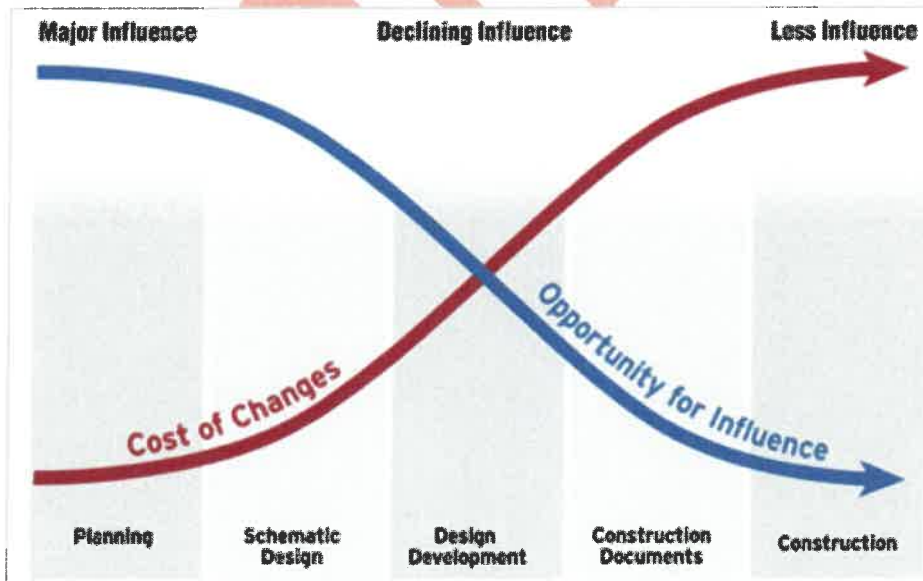 Major Influence
Declining Influence
Less Influence
Cost of Changes
Opportunity for Influence
Planning
Schematic
Design
Design
Development
Construction
Documents
Construction